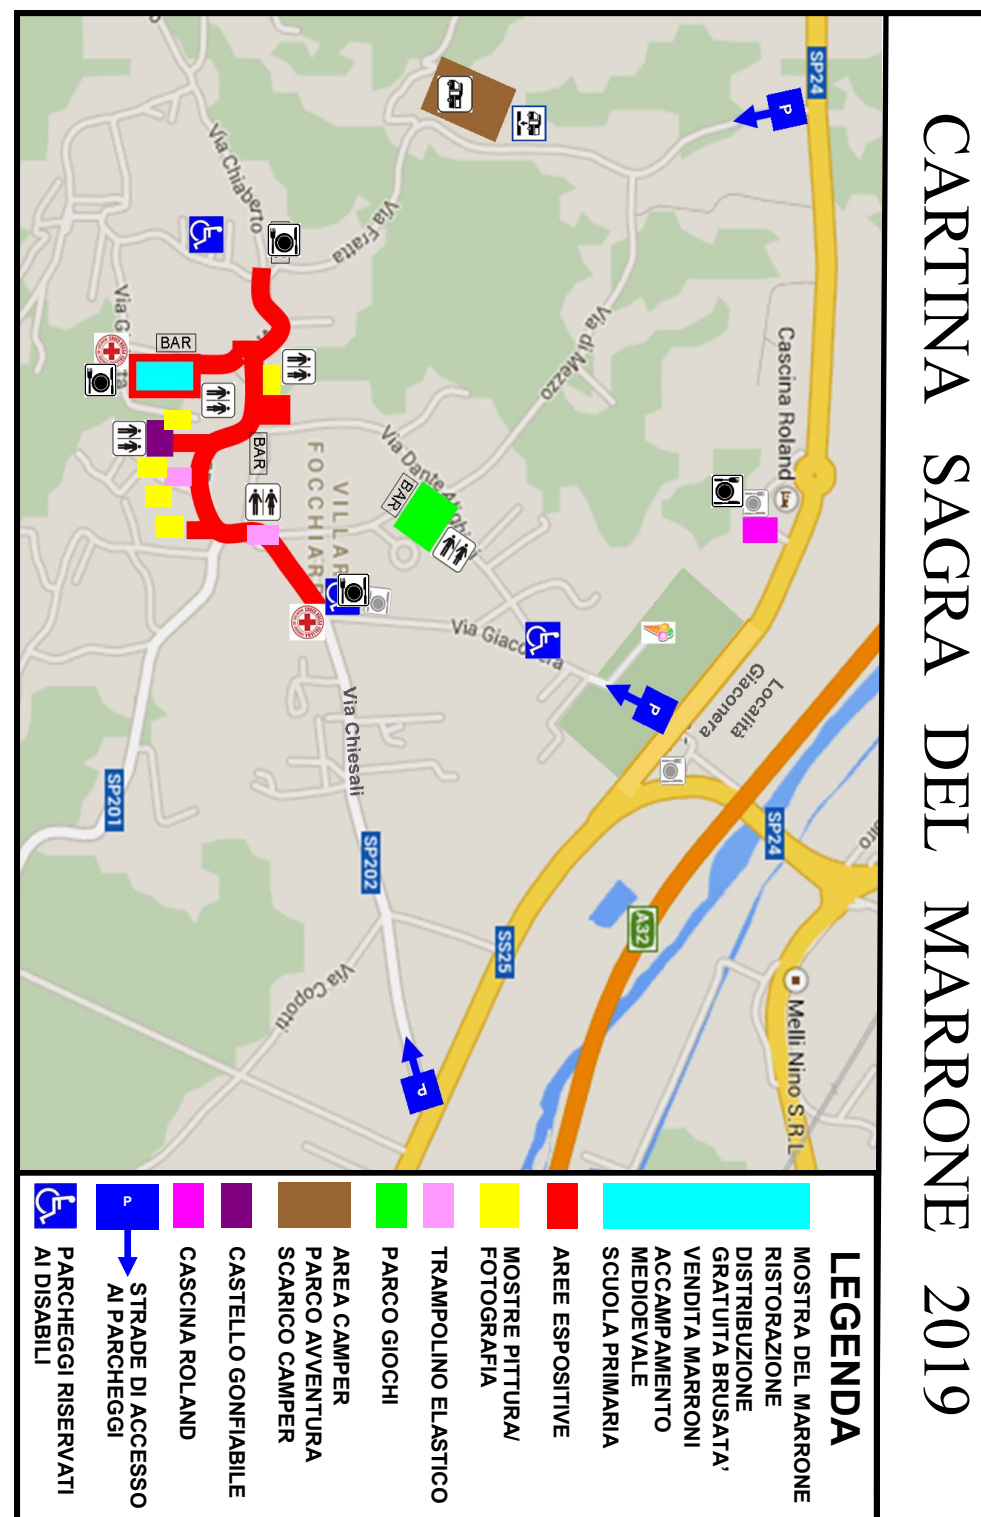 CARTINA SAGRA DEL MARRONE 2019
SP24
P
Via Chiaberto
Via Fratta
Via di Mezzo
Cascina Roland
BAR
BAR
Via Dante Alighieri
BAR
VILLAR
FOCCHIARDO
Via Giaconera
P
Località
Giaconera
Via Chiesali
SP201
SP202
SP24
A32
SS25
Via Copotti
Melli Nino S.R.L
P
LEGENDA
MOSTRA DEL MARRONE
RISTORAZIONE
DISTRIBUZIONE
GRATUITA BRUSATA'
VENDITA MARRONI
ACCAMPAMENTO
MEDIOEVALE
SCUOLA PRIMARIA
AREE ESPOSITIVE
MOSTRE PITTURA/
FOTOGRAFIA
TRAMPOLINO ELASTICO
PARCO GIOCHI
AREA CAMPER
PARCO AVVENTURA
SCARICO CAMPER
CASTELLO GONFIABILE
CASCINA ROLAND
P
STRADE DI ACCESSO
AI PARCHEGGI
PARCHEGGI RISERVATI
AI DISABILI